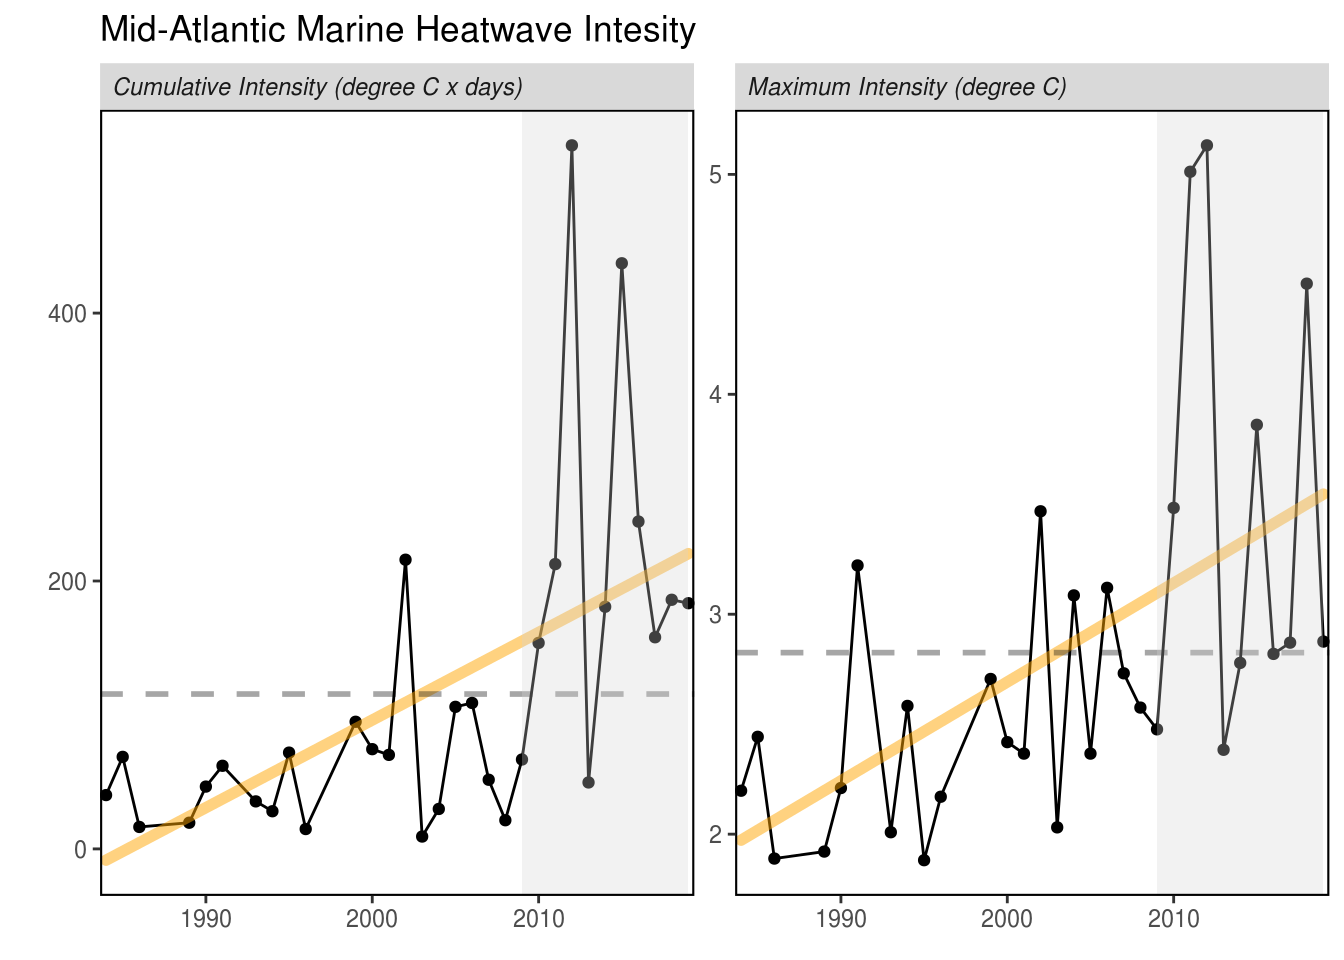 Mid-Atlantic Marine Heatwave Intesity
Cumulative Intensity (degree C x days)
Maximum Intensity (degree C)
400
200
0
5
4
3
2
1990 2000 2010
1990 2000 2010